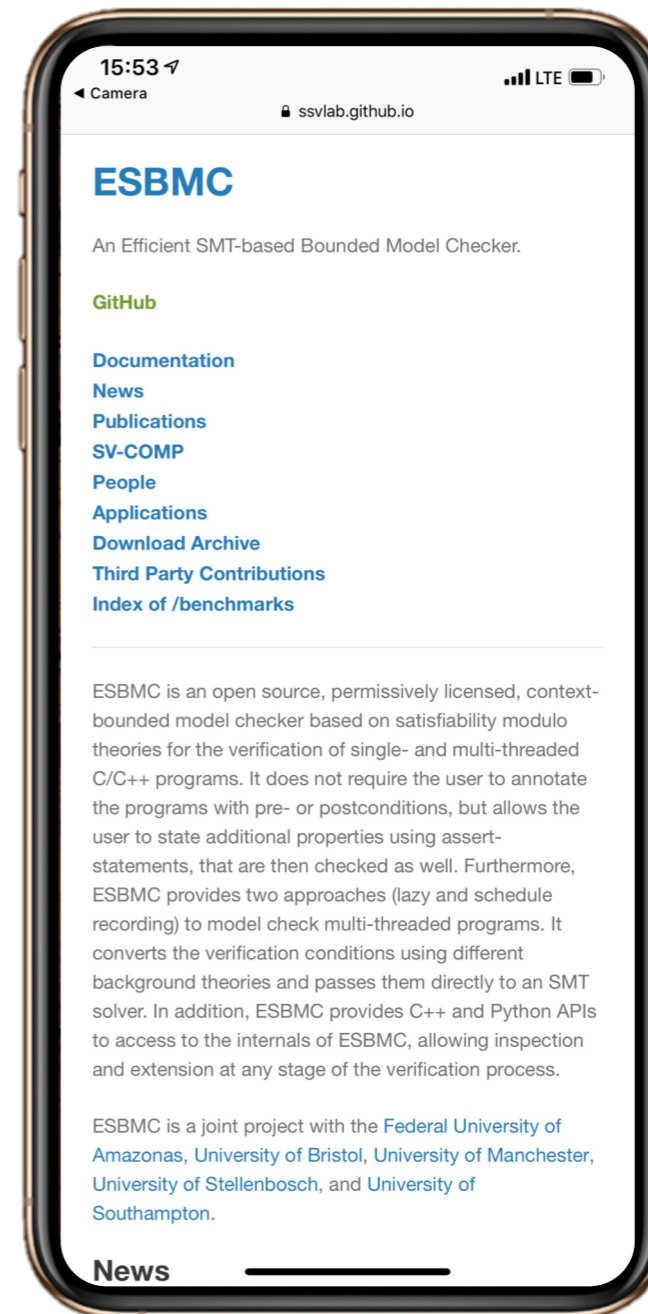 15:53
LTE
◀ Camera
ssvlab.github.io
ESBMC
An Efficient SMT-based Bounded Model Checker.
GitHub
Documentation
News
Publications
SV-COMP
People
Applications
Download Archive
Third Party Contributions
Index of /benchmarks
ESBMC is an open source, permissively licensed, context-
bounded model checker based on satisfiability modulo
theories for the verification of single- and multi-threaded
C/C++ programs. It does not require the user to annotate
the programs with pre- or postconditions, but allows the
user to state additional properties using assert-
statements, that are then checked as well. Furthermore,
ESBMC provides two approaches (lazy and schedule
recording) to model check multi-threaded programs. It
converts the verification conditions using different
background theories and passes them directly to an SMT
solver. In addition, ESBMC provides C++ and Python APIs
to access to the internals of ESBMC, allowing inspection
and extension at any stage of the verification process.
ESBMC is a joint project with the Federal University of
Amazonas, University of Bristol, University of Manchester,
University of Stellenbosch, and University of
Southampton.
News